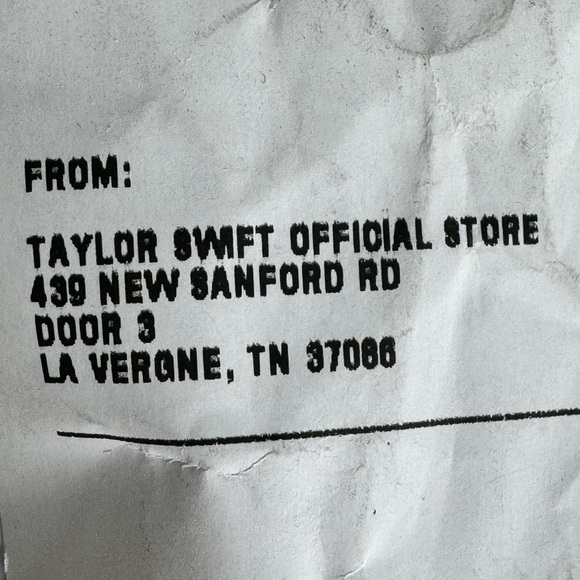 FROM:
TAYLOR SWIFT OFFICIAL STORE
439 NEW SANFORD RD
DOOR 3
LA VERGNE, TN 37086